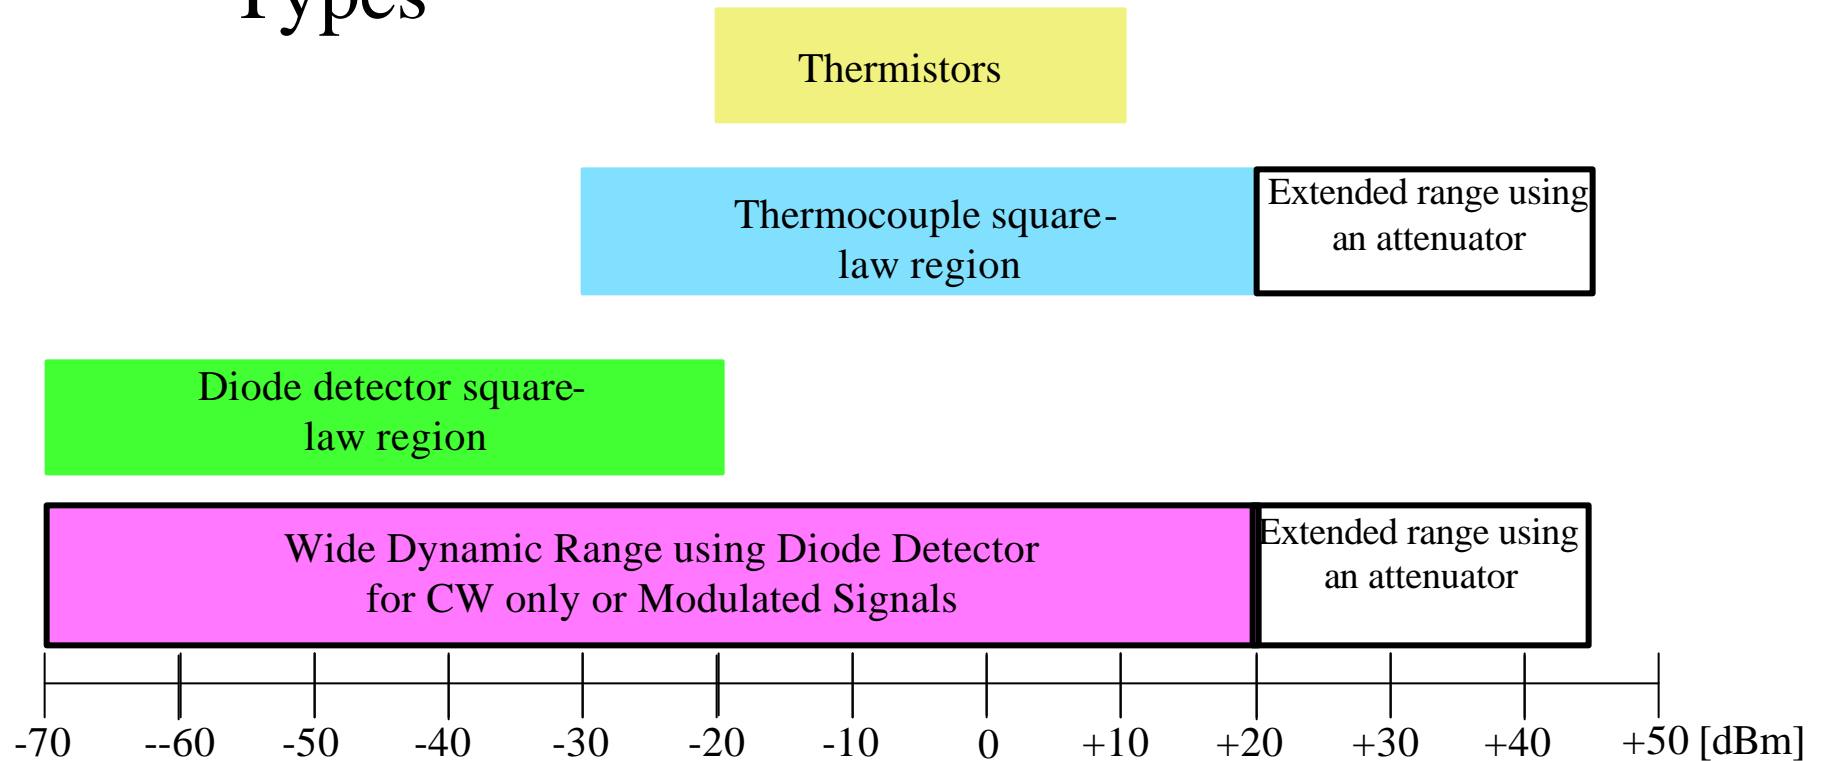 Types
Thermistors
Thermocouple square-
law region
Extended range using
an attenuator
Diode detector square-
law region
Wide Dynamic Range using Diode Detector
for CW only or Modulated Signals
Extended range using
an attenuator
-70 --60 -50 -40 -30 -20 -10 0 +10 +20 +30 +40 +50 [dBm]